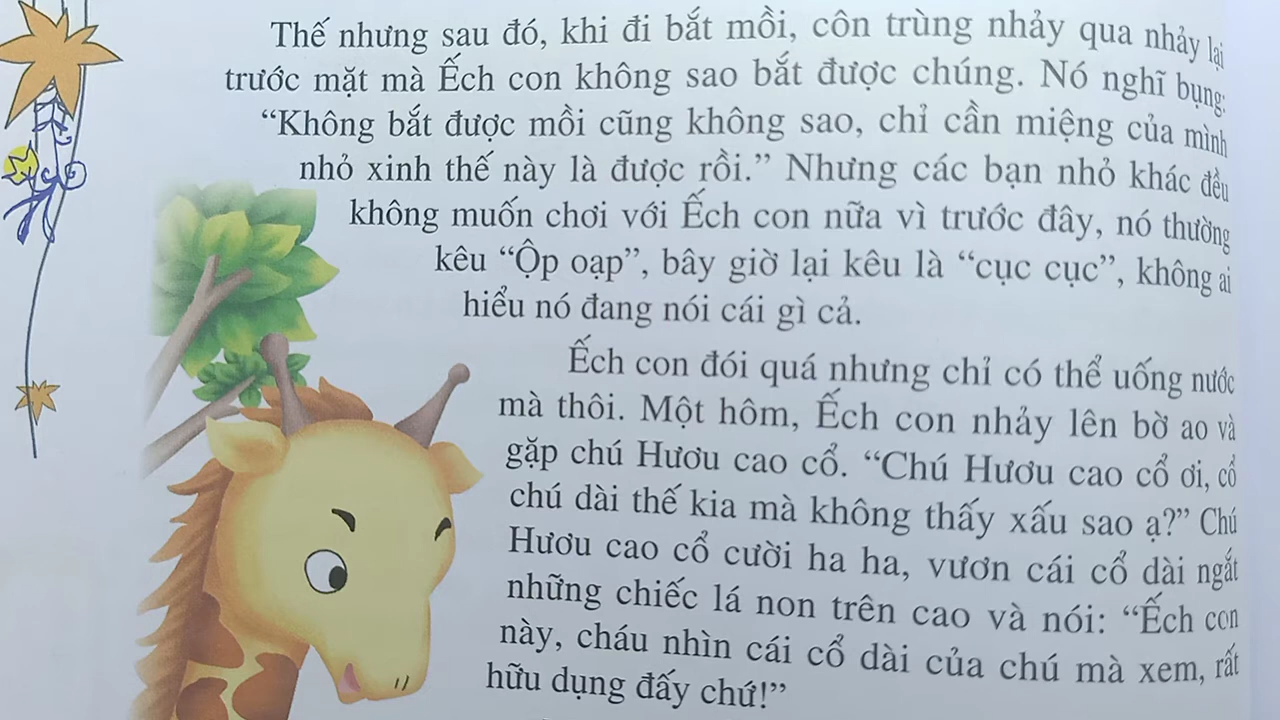 Thế nhưng sau đó, khi đi bắt mồi, côn trùng nhảy qua nhảy lại
trước mặt mà Ếch con không sao bắt được chúng. Nó nghĩ bụng:
“Không bắt được mồi cũng không sao, chỉ cần miệng của mình
nhỏ xinh thế này là được rồi.” Nhưng các bạn nhỏ khác đều
không muốn chơi với Ếch con nữa vì trước đây, nó thường
kêu “Ộp oạp”, bây giờ lại kêu là “cục cục”, không ai
hiểu nó đang nói cái gì cả.
Ếch con đói quá nhưng chỉ có thể uống nước
mà thôi. Một hôm, Ếch con nhảy lên bờ ao và
gặp chú Hươu cao cổ. “Chú Hươu cao cổ ơi, cổ
chú dài thế kia mà không thấy xấu sao ạ?” Chú
Hươu cao cổ cười ha ha, vươn cái cổ dài ngắt
những chiếc lá non trên cao và nói: “Ếch con
này, cháu nhìn cái cổ dài của chú mà xem, rất
hữu dụng đấy chứ!”